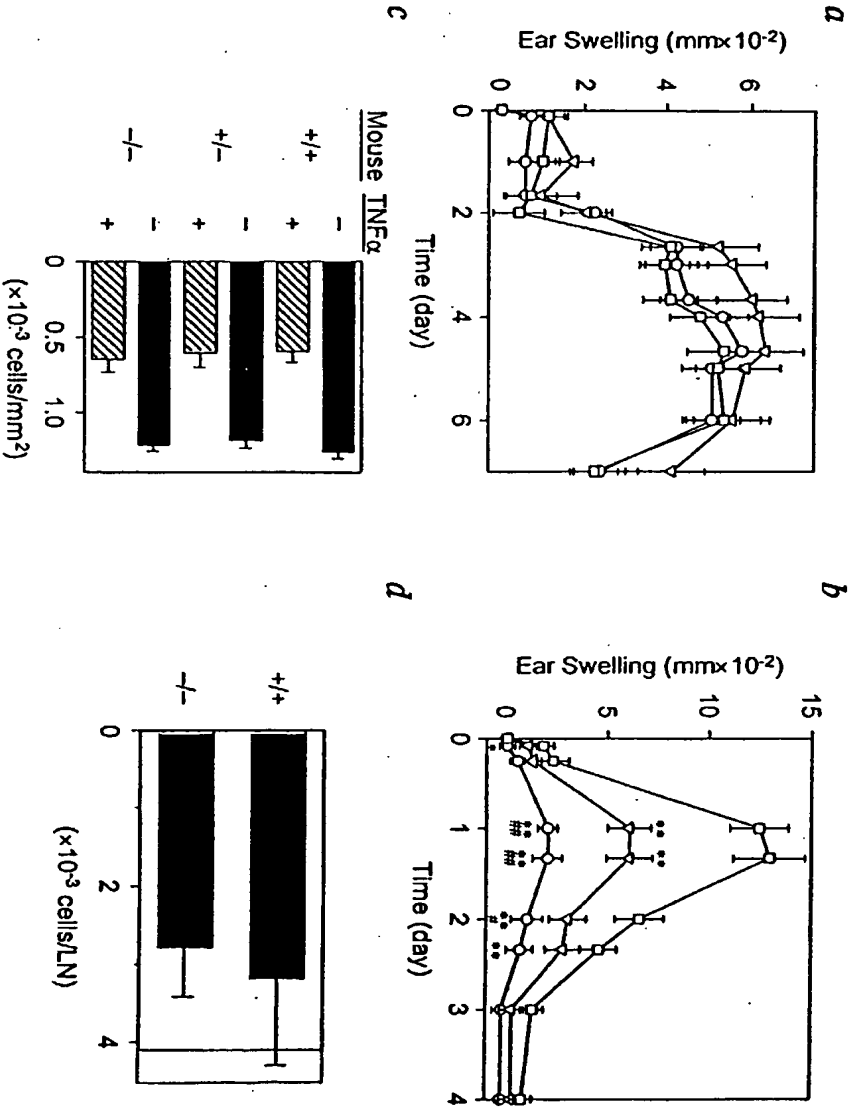 a
Ear Swelling (mm×10⁻²)
0 2 4 6
0 2 4 6
Time (day)
b
Ear Swelling (mm×10⁻²)
0 5 10 15
*
**
**
**
##
**
##
**
#
**
0 1 2 3 4
Time (day)
c
Mouse TNFα
+/+ −
+
+/− −
+
−/− −
+
0 0.5 1.0
(×10⁻³ cells/mm²)
d
+/+
−/−
0 2 4
(×10⁻³ cells/LN)